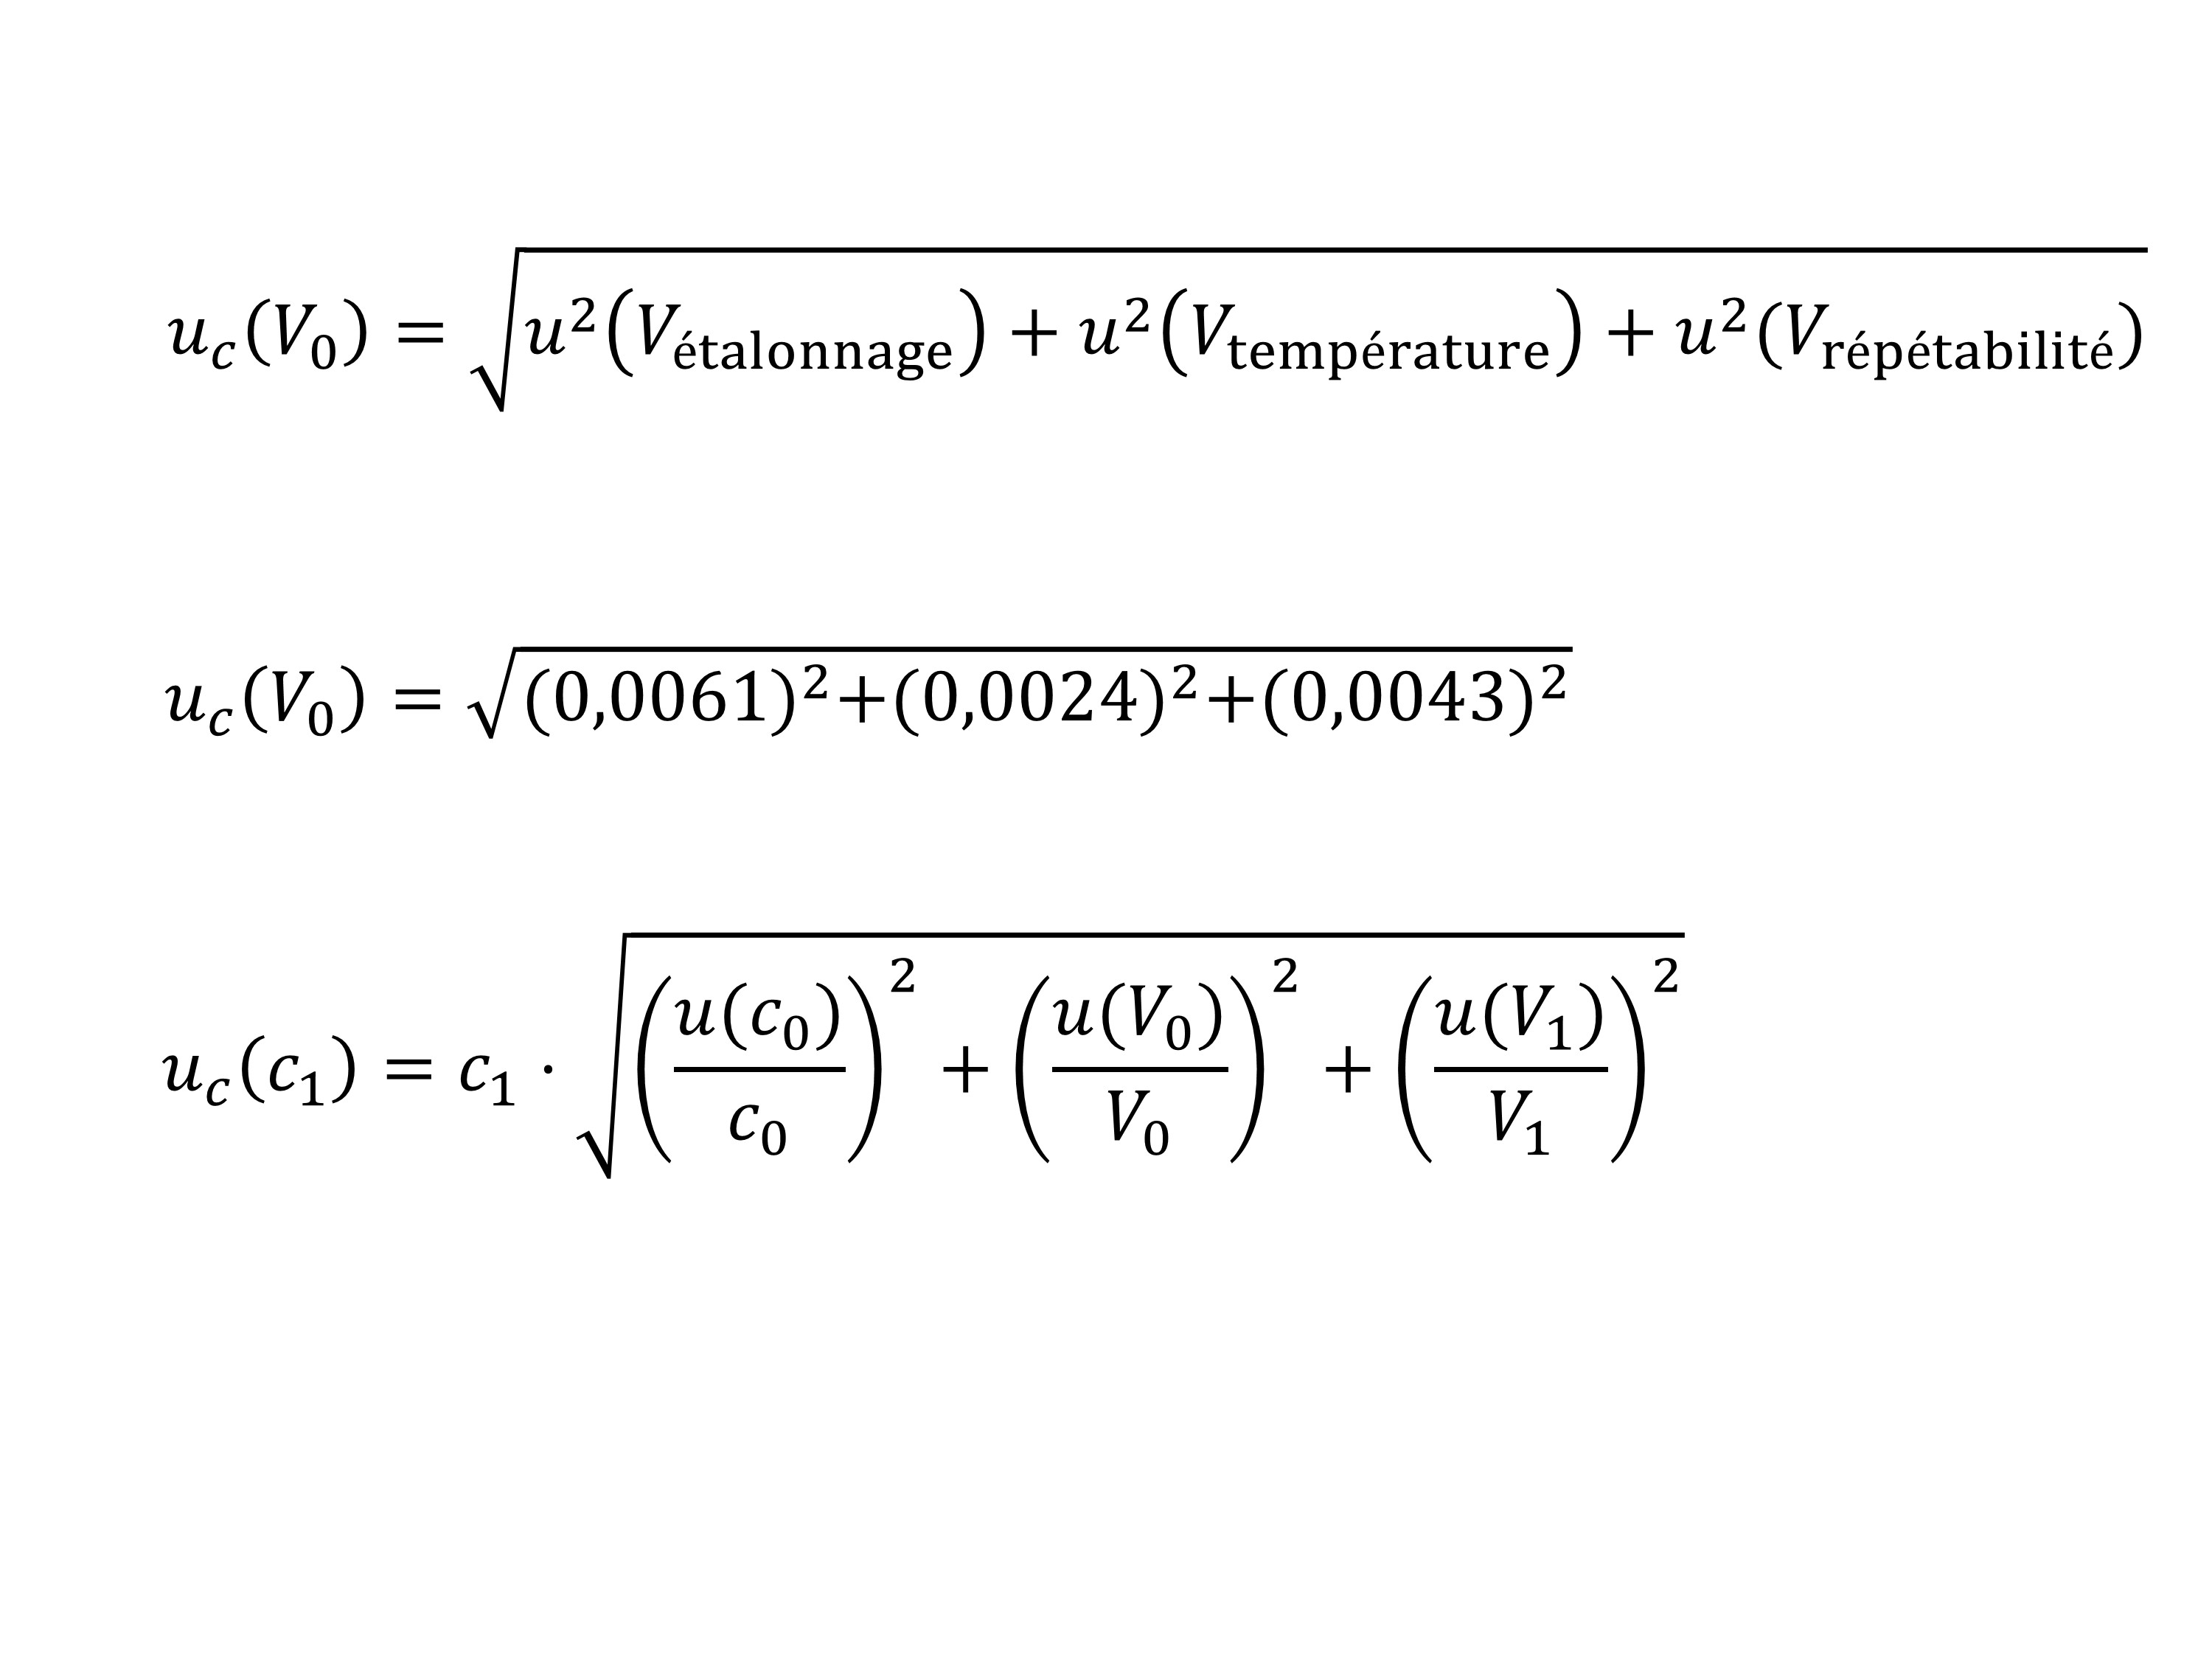 u_c(V_0) = √(u²(V_étalonnage) + u²(V_température) + u²(V_répétabilité))
u_c(V_0) = √((0,0061)²+(0,0024)²+(0,0043)²)
u_c(c_1) = c_1 · √((u(c_0)/c_0)² + (u(V_0)/V_0)² + (u(V_1)/V_1)²)